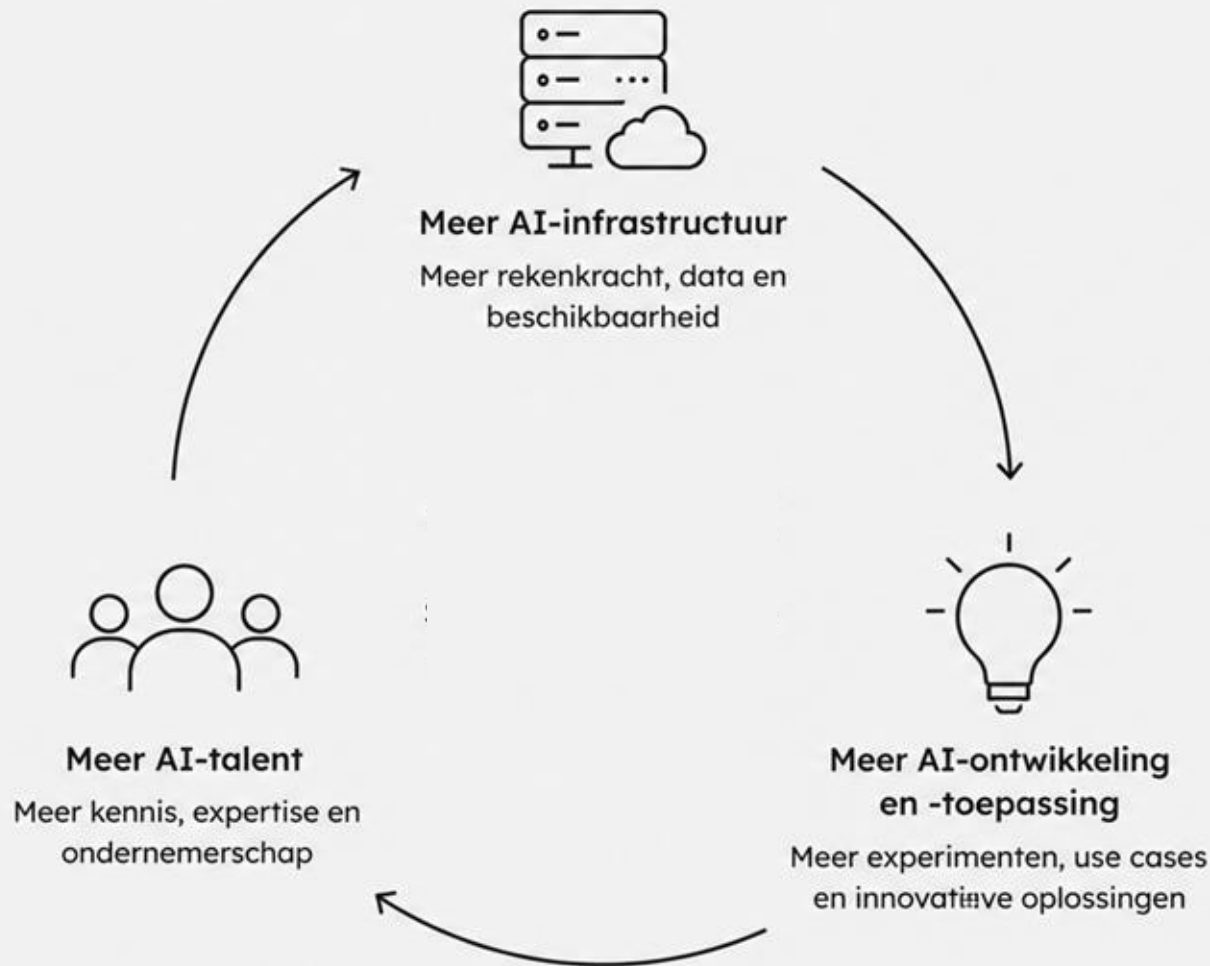 Meer AI-infrastructuur
Meer rekenkracht, data en
beschikbaarheid
Meer AI-talent
Meer kennis, expertise en
ondernemerschap
Meer AI-ontwikkeling
en -toepassing
Meer experimenten, use cases
en innovatieve oplossingen